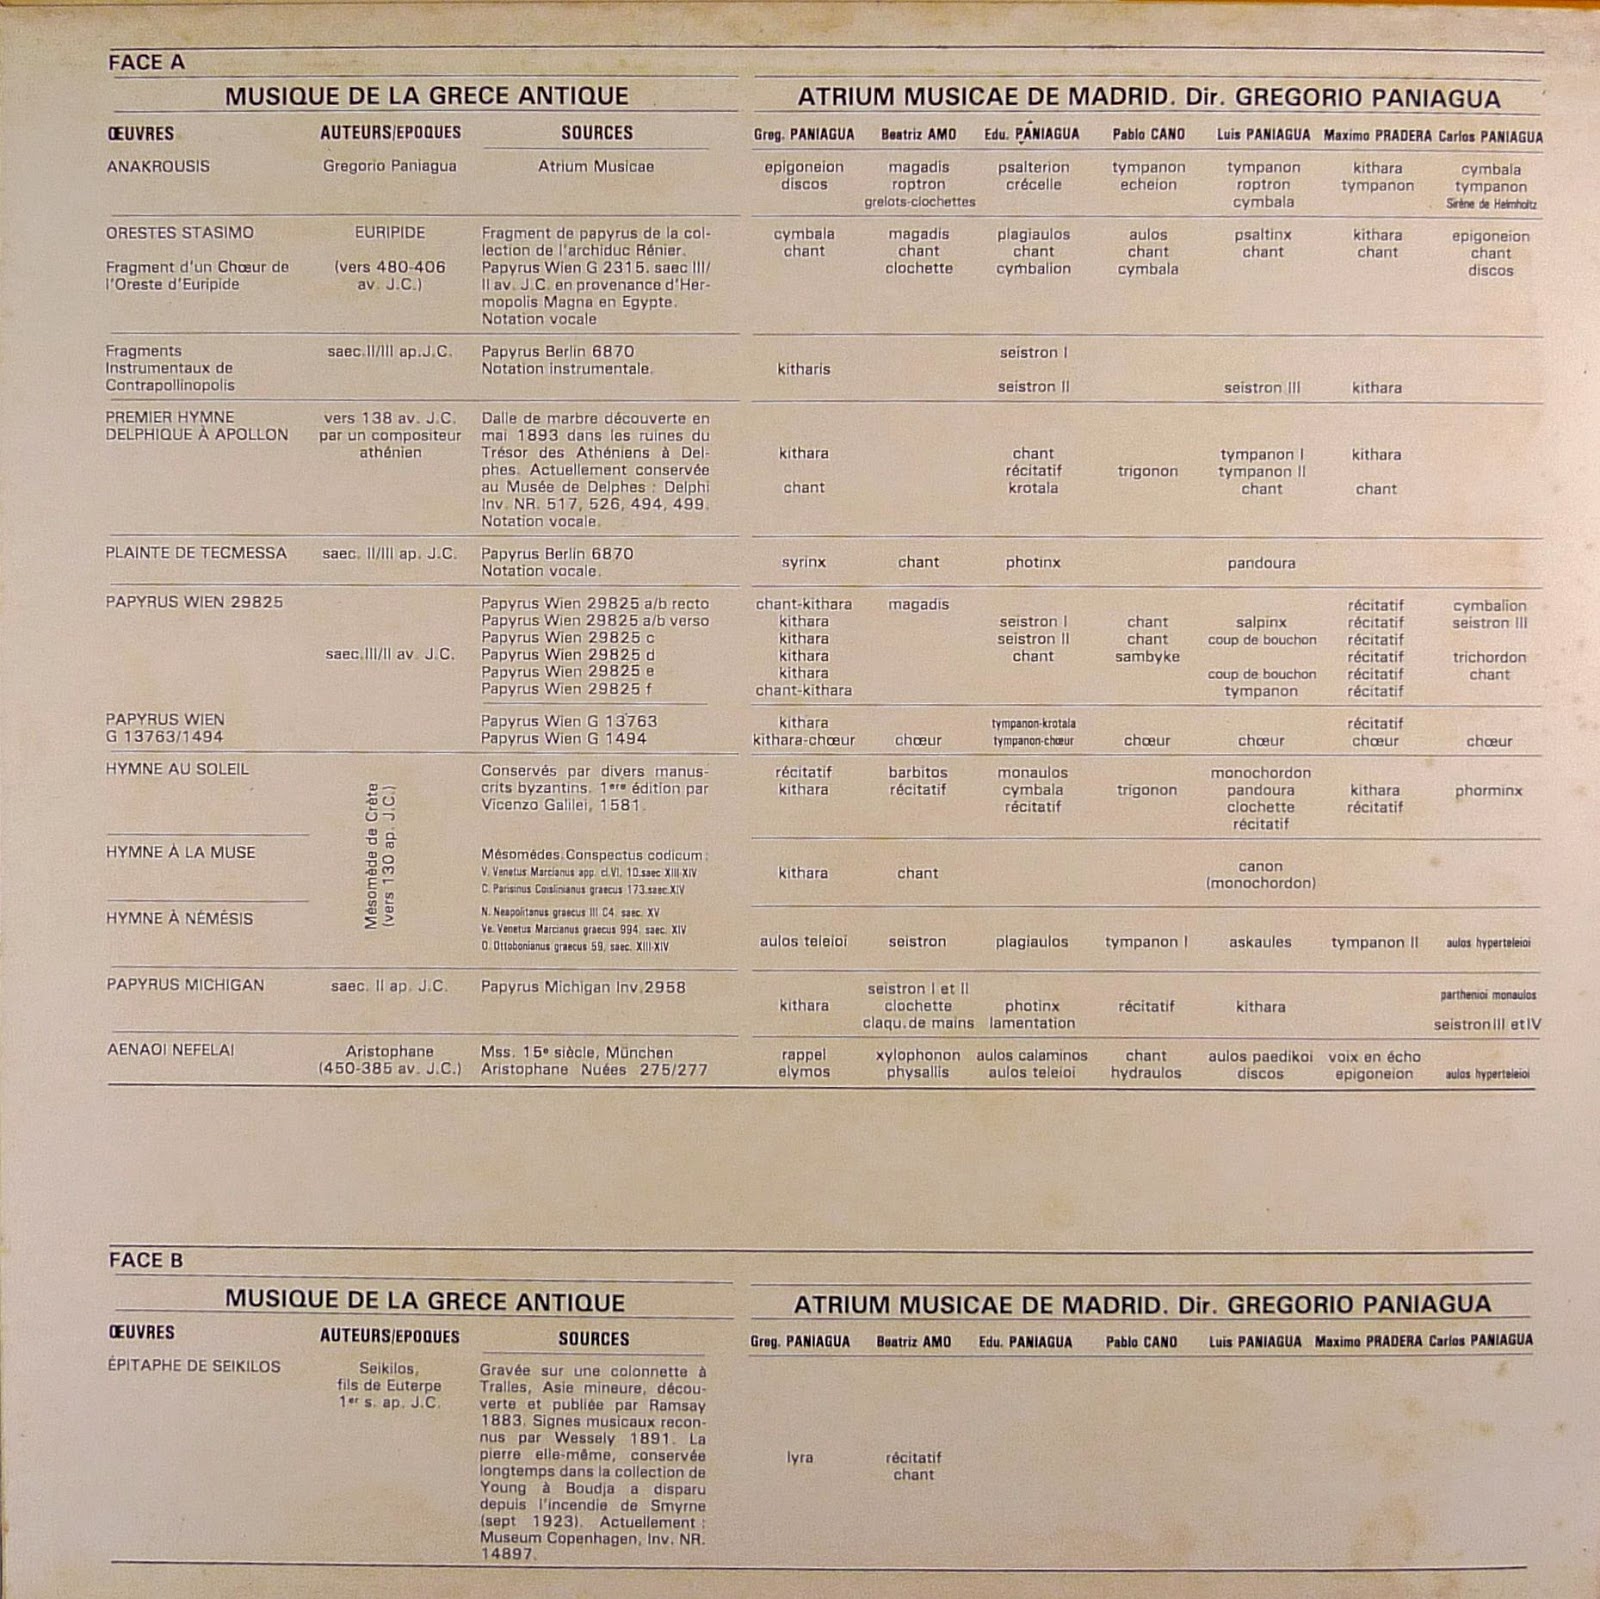 FACE A
MUSIQUE DE LA GRECE ANTIQUE
ATRIUM MUSICAE DE MADRID. Dir. GREGORIO PANIAGUA
ŒUVRES AUTEURS/EPOQUES SOURCES Greg. PANIAGUA Beatriz AMO Edu. PANIAGUA Pablo CANO Luis PANIAGUA Maximo PRADERA Carlos PANIAGUA
ANAKROUSIS Gregorio Paniagua Atrium Musicae epigoneion magadis psalterion tympanon tympanon kithara cymbala
discos roptron crécelle echeion roptron tympanon tympanon
grelots-clochettes cymbala Sirène de Helmholtz
ORESTES STASIMO EURIPIDE Fragment de papyrus de la col- cymbala magadis plagiaulos aulos psaltinx kithara epigoneion
lection de l'archiduc Rénier. chant chant chant chant chant chant chant
Fragment d'un Chœur de (vers 480-406 Papyrus Wien G 2315. saec III/ clochette cymbalion cymbala discos
l'Oreste d'Euripide av. J.C.) II av. J.C. en provenance d'Her-
mopolis Magna en Egypte.
Notation vocale
Fragments saec.II/III ap.J.C. Papyrus Berlin 6870 seistron I
Instrumentaux de Notation instrumentale. kitharis
Contrapollinopolis seistron II seistron III kithara
PREMIER HYMNE vers 138 av. J.C. Dalle de marbre découverte en
DELPHIQUE À APOLLON par un compositeur mai 1893 dans les ruines du
athénien Trésor des Athéniens à Del- kithara chant tympanon I kithara
phes. Actuellement conservée récitatif trigonon tympanon II
au Musée de Delphes : Delphi chant krotala chant chant
Inv. NR. 517, 526, 494, 499.
Notation vocale.
PLAINTE DE TECMESSA saec. II/III ap. J.C. Papyrus Berlin 6870
Notation vocale. syrinx chant photinx pandoura
PAPYRUS WIEN 29825 Papyrus Wien 29825 a/b recto chant-kithara magadis récitatif cymbalion
Papyrus Wien 29825 a/b verso kithara seistron I chant salpinx récitatif seistron III
Papyrus Wien 29825 c kithara seistron II chant coup de bouchon récitatif
saec.III/II av. J.C. Papyrus Wien 29825 d kithara chant sambyke récitatif trichordon
Papyrus Wien 29825 e kithara coup de bouchon récitatif chant
Papyrus Wien 29825 f chant-kithara tympanon récitatif
PAPYRUS WIEN Papyrus Wien G 13763 kithara tympanon-krotala récitatif
G 13763/1494 Papyrus Wien G 1494 kithara-chœur chœur tympanon-chœur chœur chœur chœur chœur
HYMNE AU SOLEIL Conservés par divers manus- récitatif barbitos monaulos monochordon
crits byzantins. 1ere édition par kithara récitatif cymbala trigonon pandoura kithara phorminx
Vicenzo Galilei, 1581. récitatif clochette récitatif
récitatif
Mésomède de Crète
(vers 130 ap. J.C.)
HYMNE À LA MUSE Mésomédes.Conspectus codicum:
V. Venetus Marcianus app. cl.VI, 10.saec XIII-XIV kithara chant canon
C. Parisinus Coislinianus graecus 173.saec.XIV (monochordon)
HYMNE À NÉMÉSIS N. Neapolitanus graecus III C4, saec. XV
Ve. Venetus Marcianus graecus 994, saec. XIV
O. Ottobonianus graecus 59, saec. XIII-XIV aulos teleioi seistron plagiaulos tympanon I askaules tympanon II aulos hyperteleioi
PAPYRUS MICHIGAN saec. II ap. J.C. Papyrus Michigan Inv.2958 seistron I et II parthenioi monaulos
kithara clochette photinx récitatif kithara
claqu.de mains lamentation seistron III et IV
AENAOI NEFELAI Aristophane Mss. 15e siècle, München rappel xylophonon aulos calaminos chant aulos paedikoi voix en écho
(450-385 av. J.C.) Aristophane Nuées 275/277 elymos physallis aulos teleioi hydraulos discos epigoneion aulos hyperteleioi
FACE B
MUSIQUE DE LA GRECE ANTIQUE
ATRIUM MUSICAE DE MADRID. Dir. GREGORIO PANIAGUA
ŒUVRES AUTEURS/EPOQUES SOURCES Greg. PANIAGUA Beatriz AMO Edu. PANIAGUA Pablo CANO Luis PANIAGUA Maximo PRADERA Carlos PANIAGUA
ÉPITAPHE DE SEIKILOS Seikilos, Gravée sur une colonnette à
fils de Euterpe Tralles, Asie mineure, décou-
1er s. ap. J.C. verte et publiée par Ramsay
1883. Signes musicaux recon-
nus par Wessely 1891. La
pierre elle-même, conservée lyra récitatif
longtemps dans la collection de chant
Young à Boudja a disparu
depuis l'incendie de Smyrne
(sept 1923). Actuellement :
Museum Copenhagen, Inv. NR.
14897.